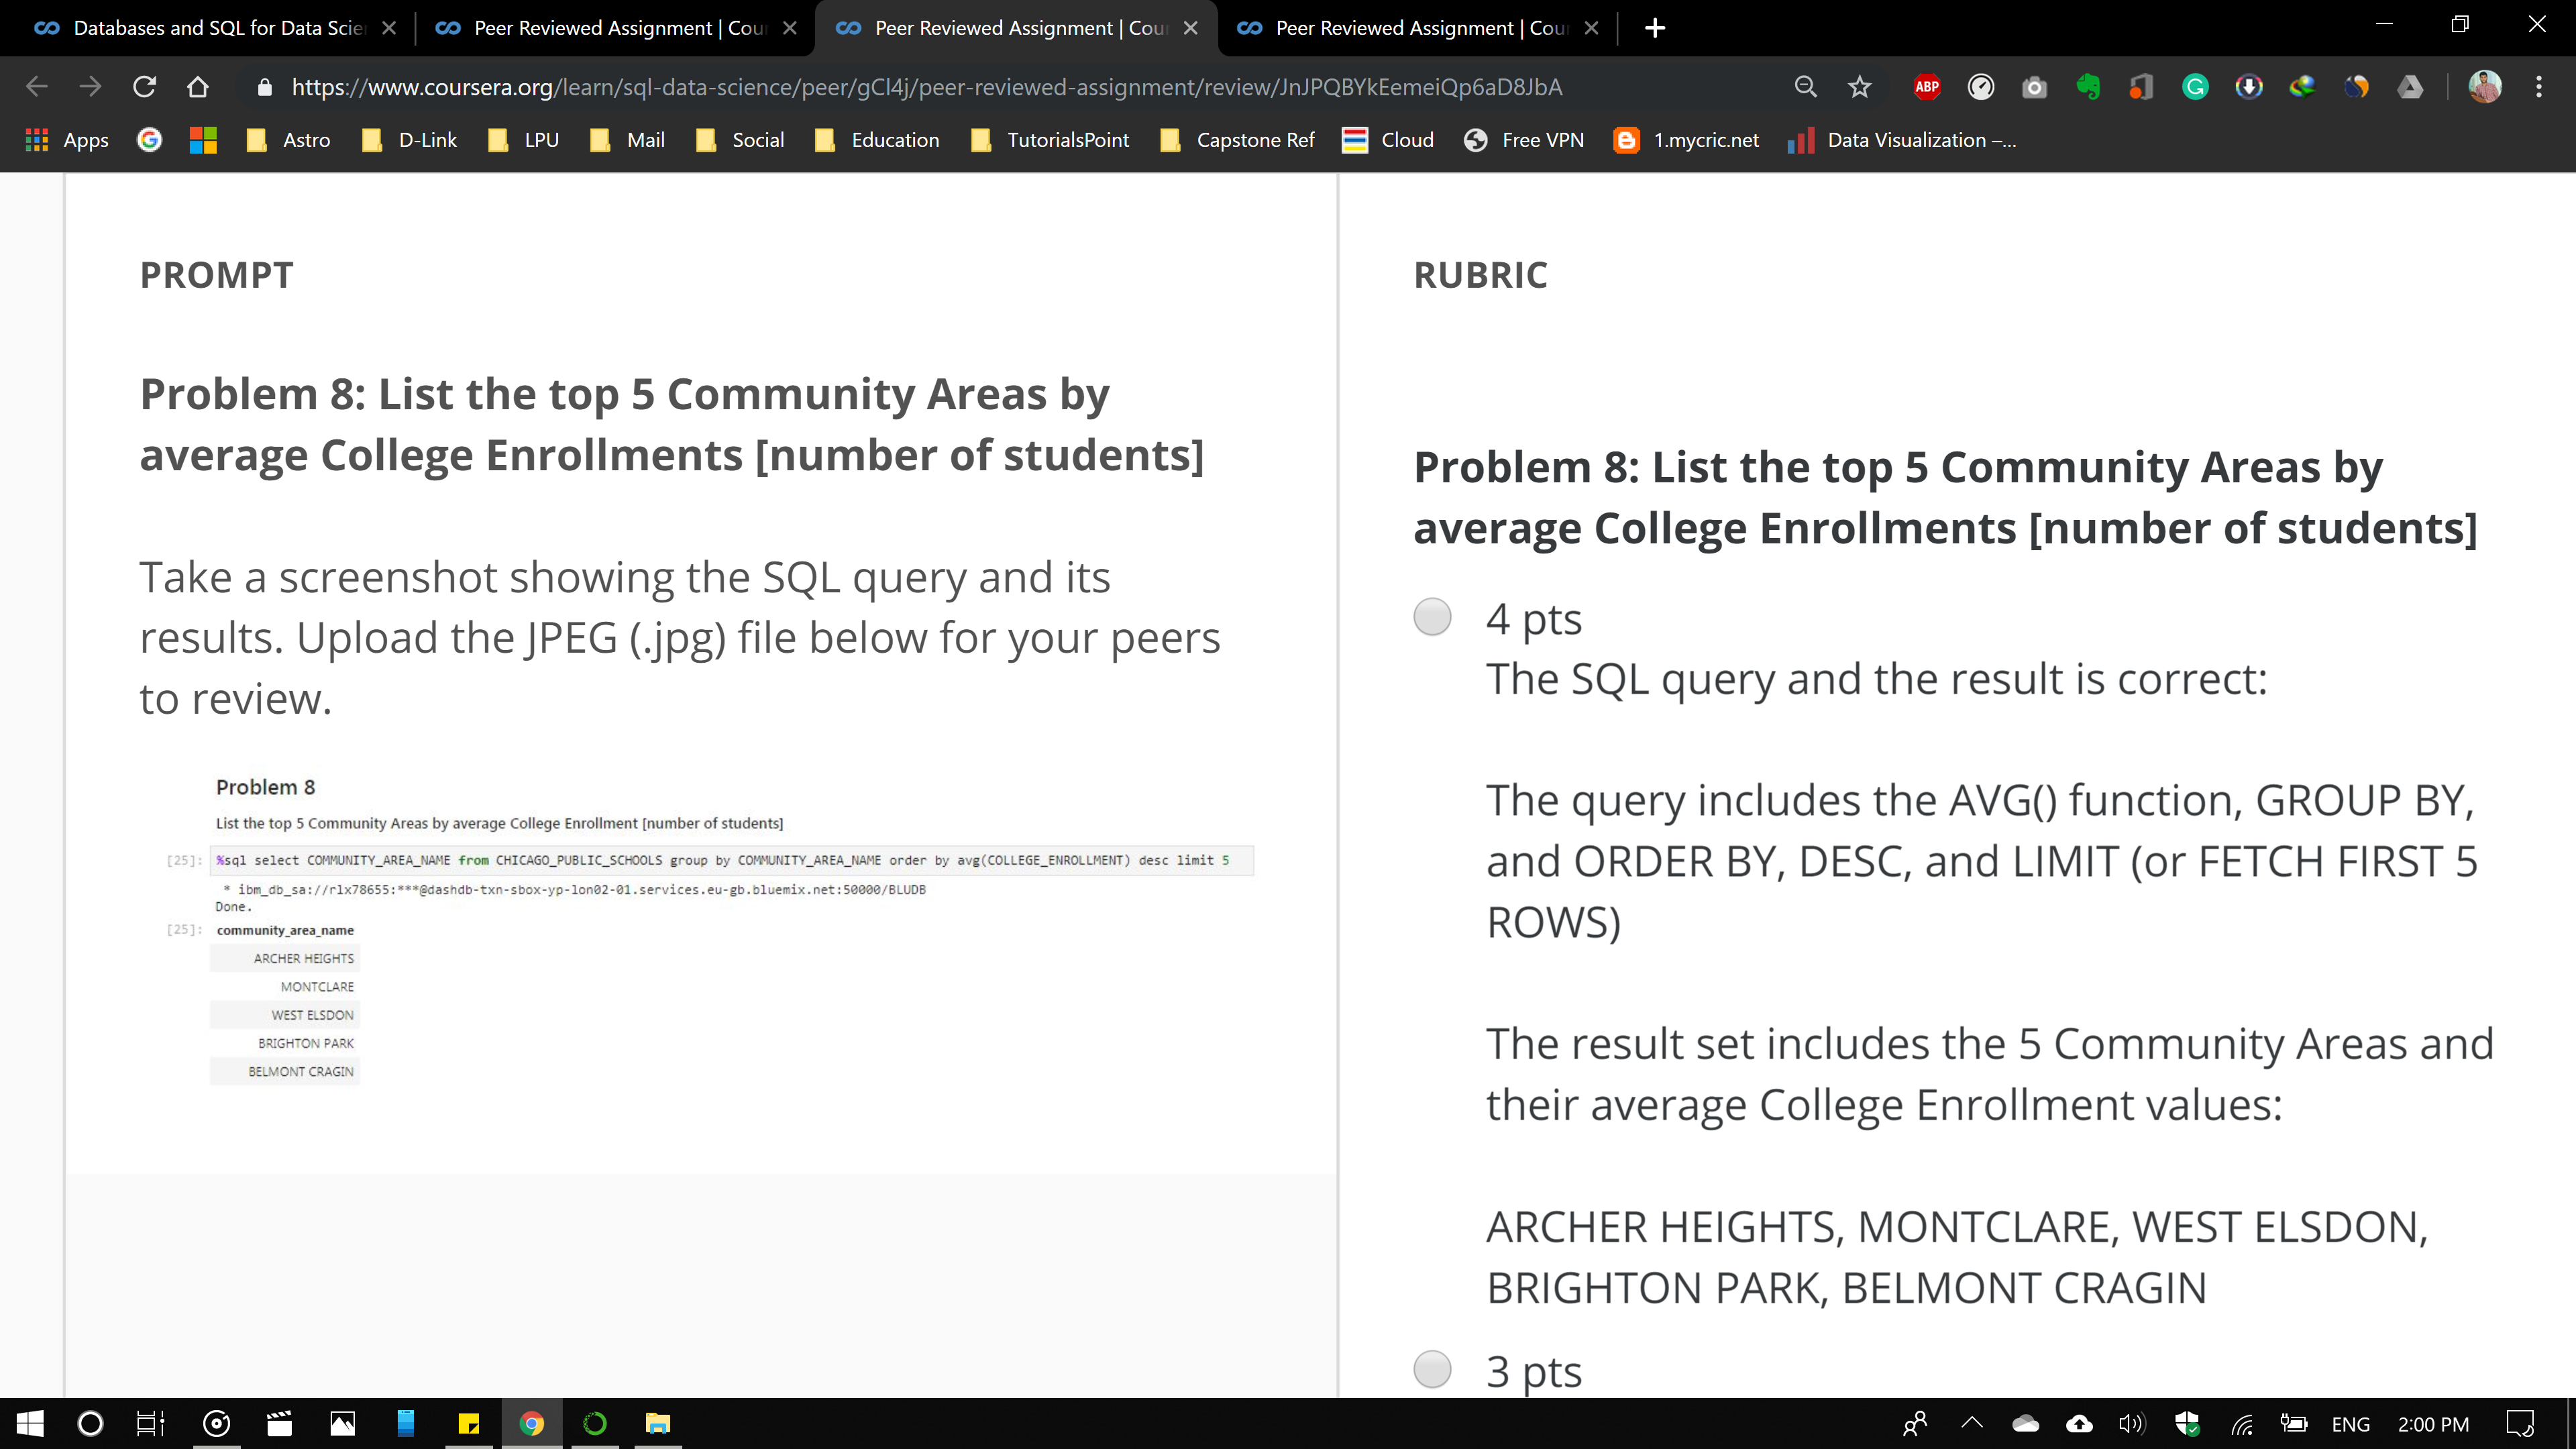 Databases and SQL for Data Scie
Peer Reviewed Assignment | Cou
Peer Reviewed Assignment | Cou
Peer Reviewed Assignment | Cou
https://www.coursera.org/learn/sql-data-science/peer/gCl4j/peer-reviewed-assignment/review/JnJPQBYkEemeiQp6aD8JbA
ABP
Apps
Astro
D-Link
LPU
Mail
Social
Education
TutorialsPoint
Capstone Ref
Cloud
Free VPN
1.mycric.net
Data Visualization –...
PROMPT
Problem 8: List the top 5 Community Areas by
average College Enrollments [number of students]
Take a screenshot showing the SQL query and its
results. Upload the JPEG (.jpg) file below for your peers
to review.
Problem 8
List the top 5 Community Areas by average College Enrollment [number of students]
[25]: %sql select COMMUNITY_AREA_NAME from CHICAGO_PUBLIC_SCHOOLS group by COMMUNITY_AREA_NAME order by avg(COLLEGE_ENROLLMENT) desc limit 5
* ibm_db_sa://rlx78655:***@dashdb-txn-sbox-yp-lon02-01.services.eu-gb.bluemix.net:50000/BLUDB
Done.
[25]: community_area_name
ARCHER HEIGHTS
MONTCLARE
WEST ELSDON
BRIGHTON PARK
BELMONT CRAGIN
RUBRIC
Problem 8: List the top 5 Community Areas by
average College Enrollments [number of students]
4 pts
The SQL query and the result is correct:
The query includes the AVG() function, GROUP BY,
and ORDER BY, DESC, and LIMIT (or FETCH FIRST 5
ROWS)
The result set includes the 5 Community Areas and
their average College Enrollment values:
ARCHER HEIGHTS, MONTCLARE, WEST ELSDON,
BRIGHTON PARK, BELMONT CRAGIN
3 pts
ENG
2:00 PM